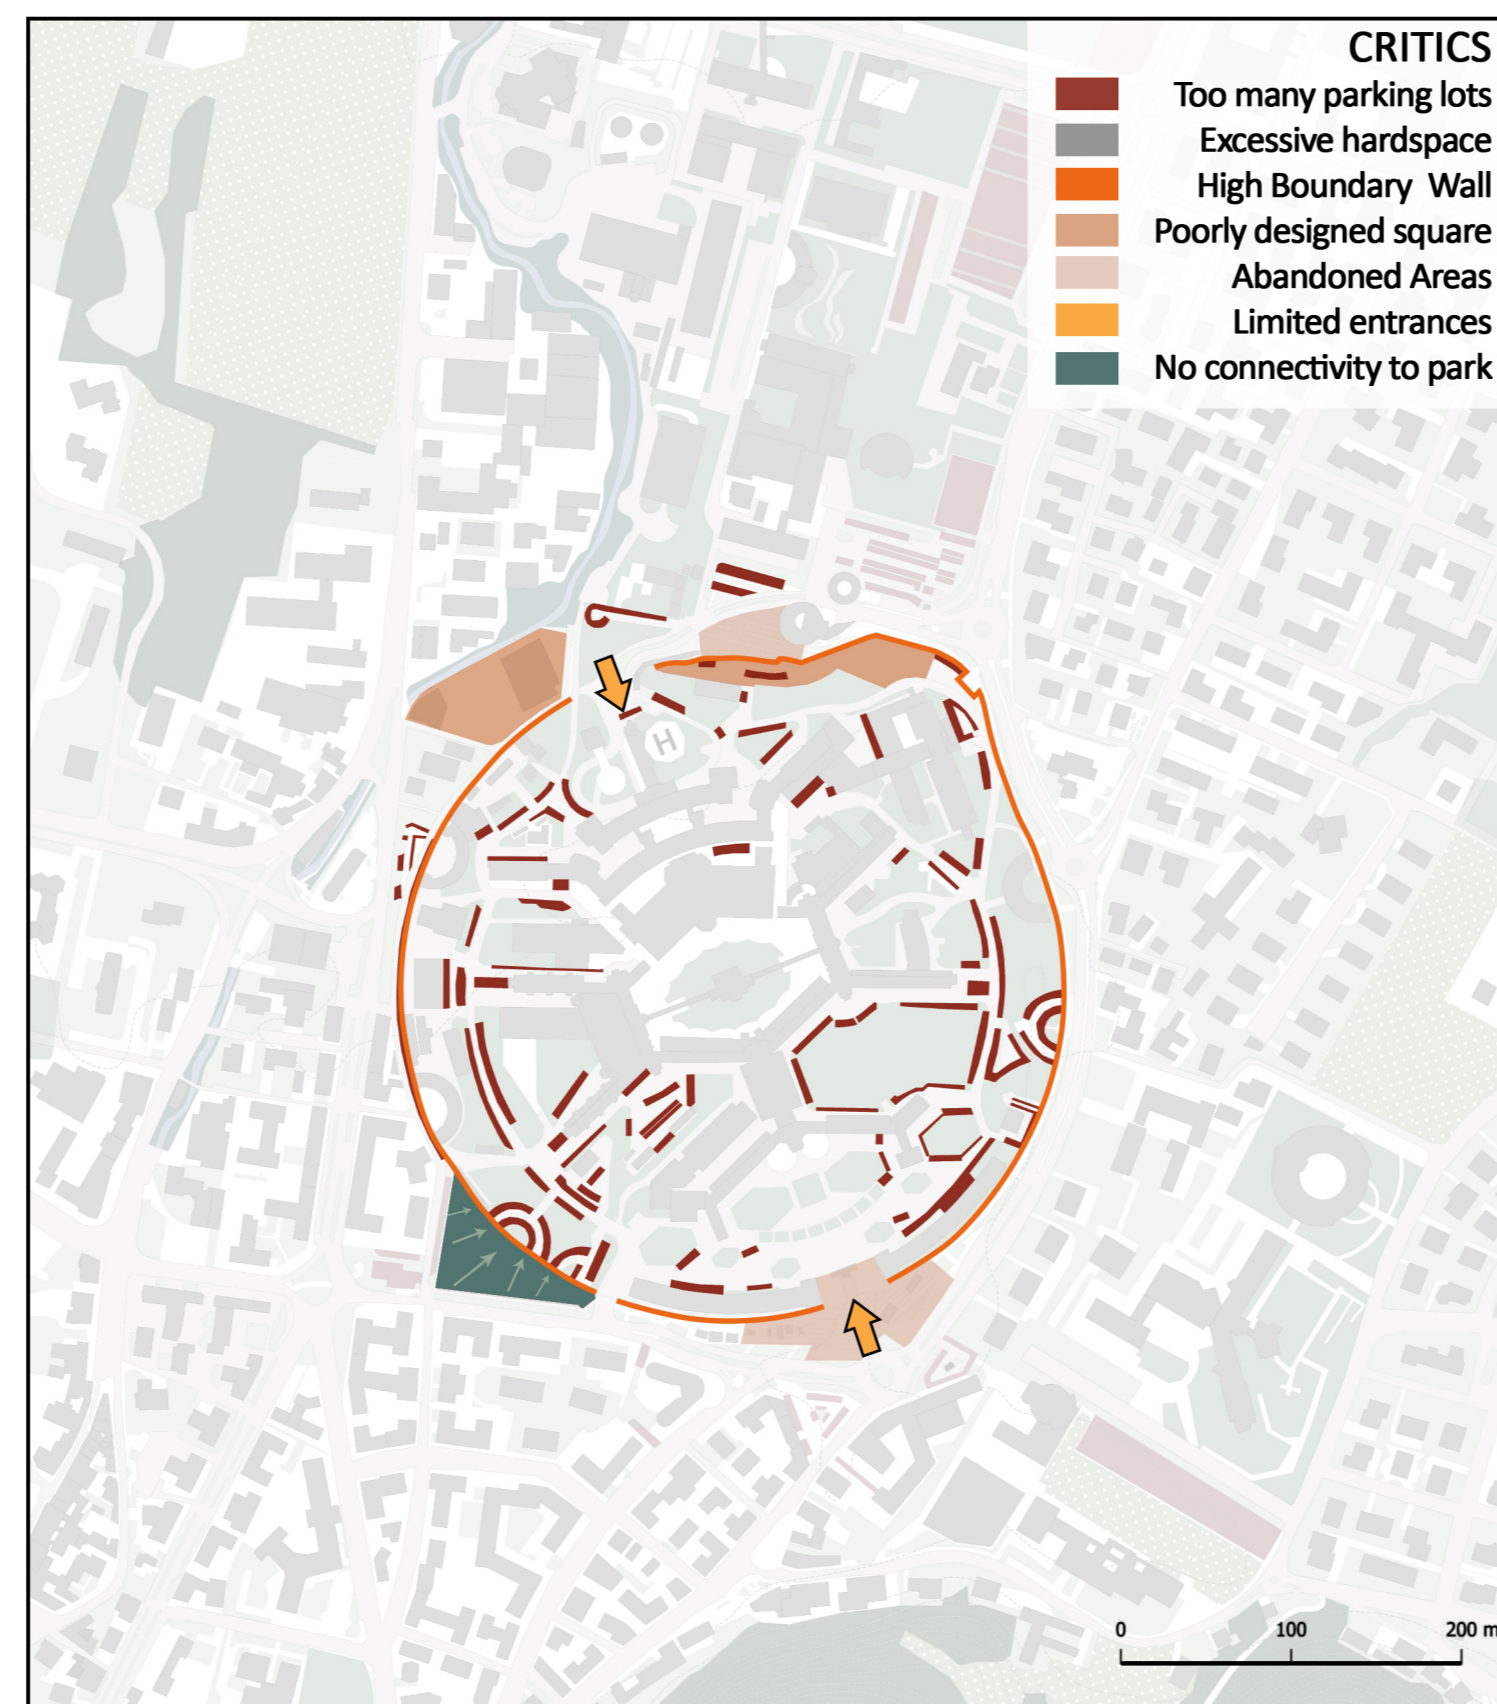 CRITICS
Too many parking lots
Excessive hardspace
High Boundary Wall
Poorly designed square
Abandoned Areas
Limited entrances
No connectivity to park
H
0 100 200 m